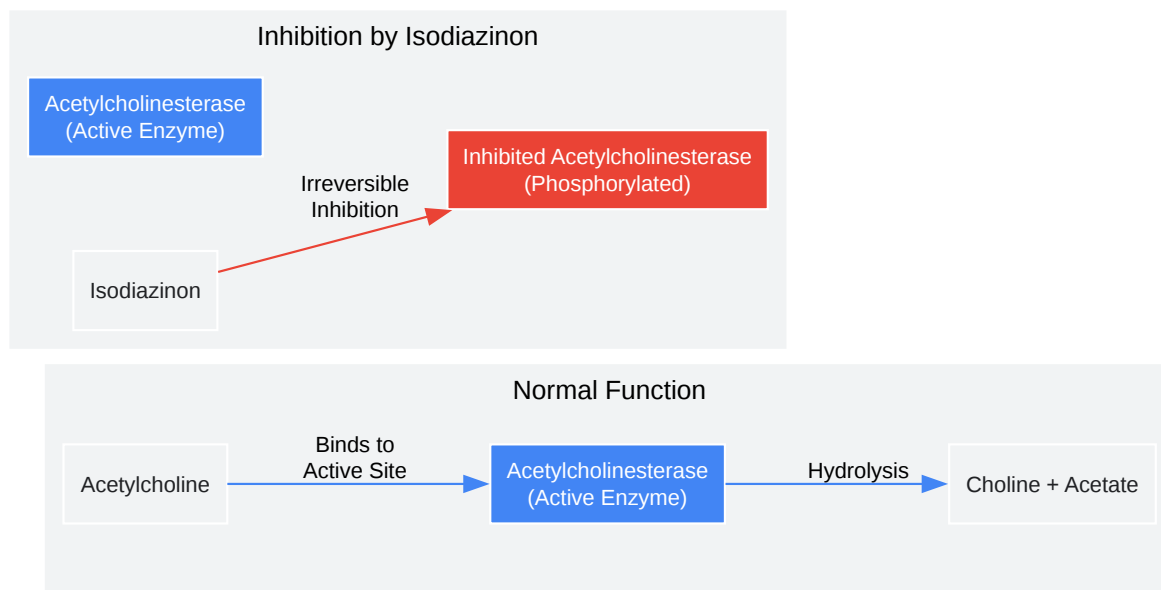 Inhibition by Isodiazinon
Acetylcholinesterase
(Active Enzyme)
Inhibited Acetylcholinesterase
(Phosphorylated)
Irreversible
Inhibition
Isodiazinon
Normal Function
Acetylcholine
Binds to
Active Site
Acetylcholinesterase
(Active Enzyme)
Hydrolysis
Choline + Acetate